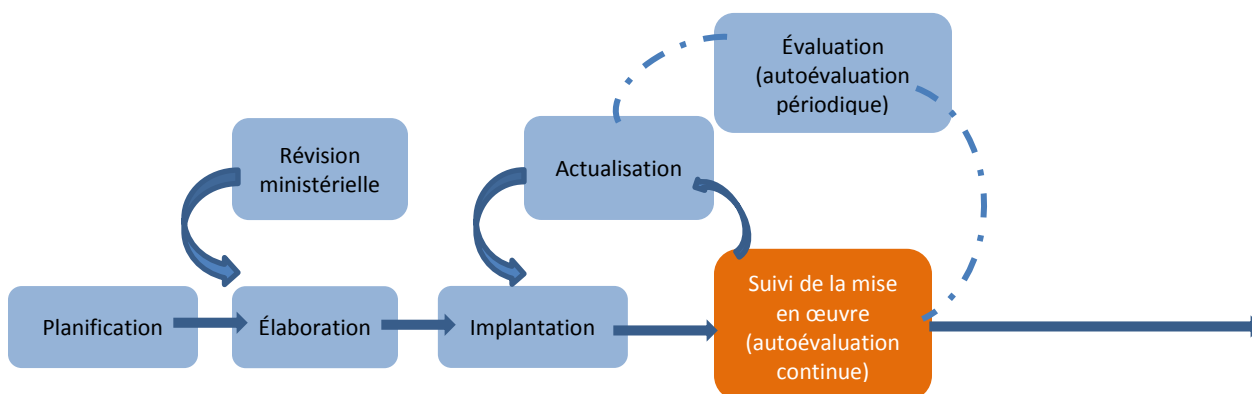 Évaluation
(autoévaluation
périodique)
Révision
ministérielle
Actualisation
Planification
Élaboration
Implantation
Suivi de la mise
en œuvre
(autoévaluation
continue)